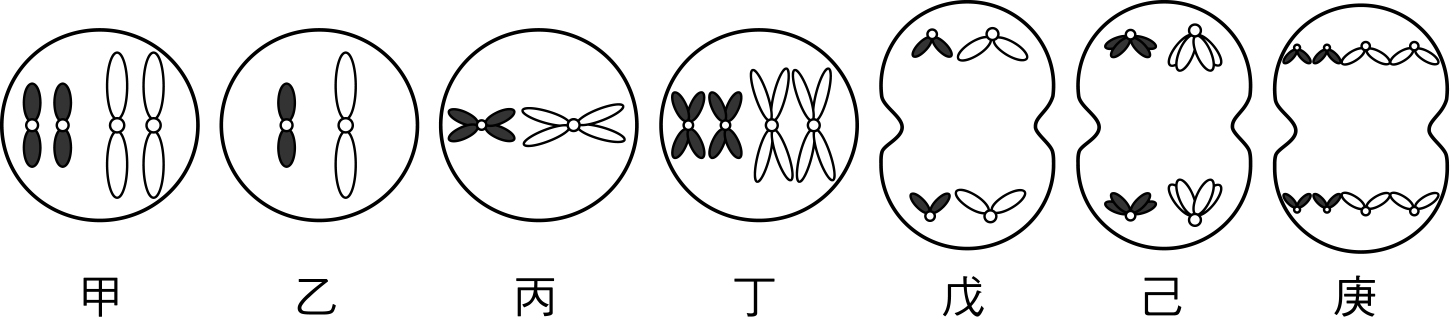 甲 乙 丙 丁 戊 己 庚